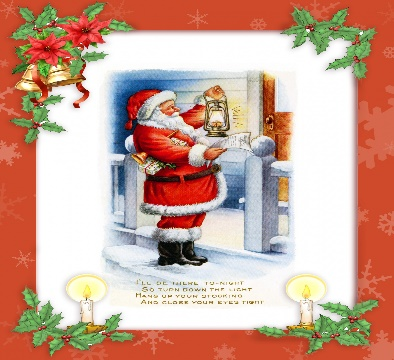 I'LL BE THERE TO-NIGHT
SO TURN DOWN THE LIGHT
HANG UP YOUR STOCKING
AND CLOSE YOUR EYES TIGHT